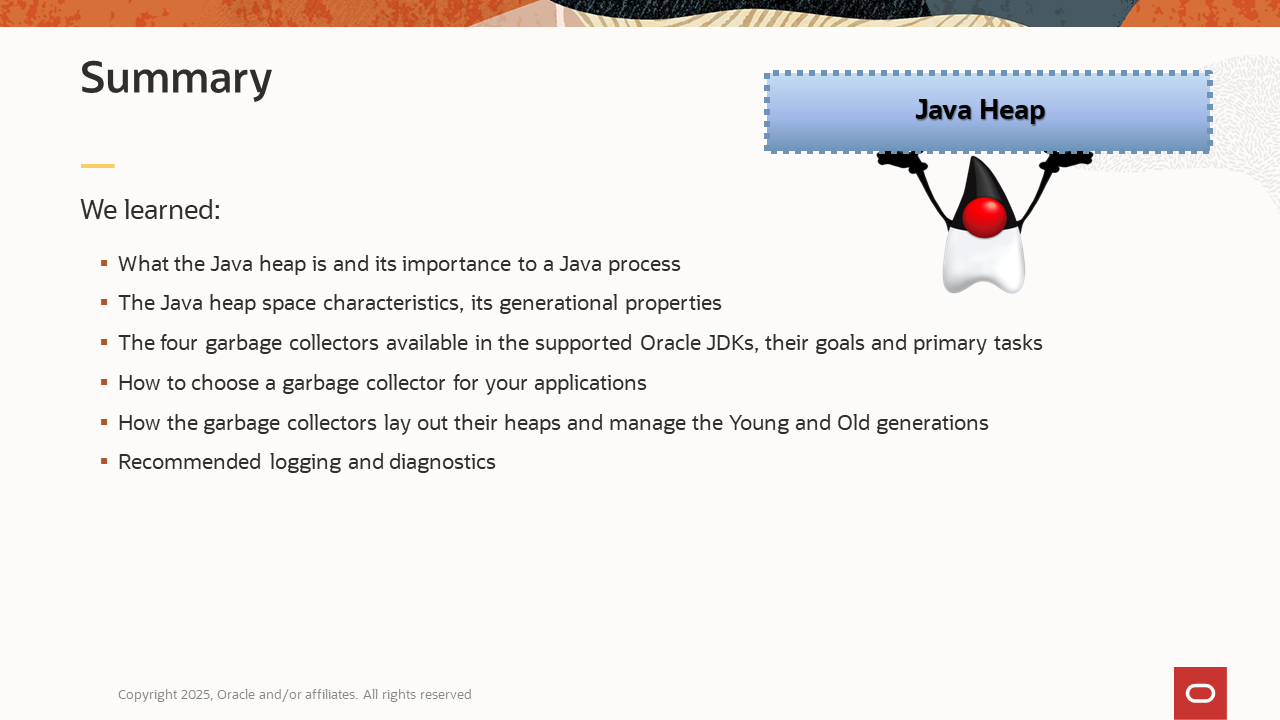 Summary
Java Heap
We learned:
What the Java heap is and its importance to a Java process
The Java heap space characteristics, its generational properties
The four garbage collectors available in the supported Oracle JDKs, their goals and primary tasks
How to choose a garbage collector for your applications
How the garbage collectors lay out their heaps and manage the Young and Old generations
Recommended logging and diagnostics
Copyright 2025, Oracle and/or affiliates. All rights reserved